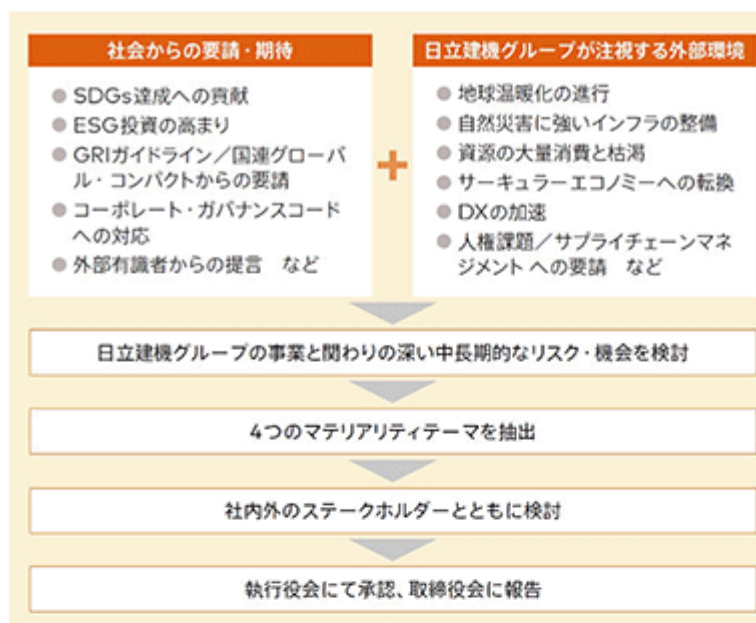 社会からの要請・期待
● SDGs達成への貢献
● ESG投資の高まり
● GRIガイドライン／国連グローバ
ル・コンパクトからの要請
● コーポレート・ガバナンスコード
への対応
● 外部有識者からの提言　など
+
日立建機グループが注視する外部環境
● 地球温暖化の進行
● 自然災害に強いインフラの整備
● 資源の大量消費と枯渇
● サーキュラーエコノミーへの転換
● DXの加速
● 人権課題／サプライチェーンマネ
ジメント への要請　など
日立建機グループの事業と関わりの深い中長期的なリスク・機会を検討
4つのマテリアリティテーマを抽出
社内外のステークホルダーとともに検討
執行役会にて承認、取締役会に報告